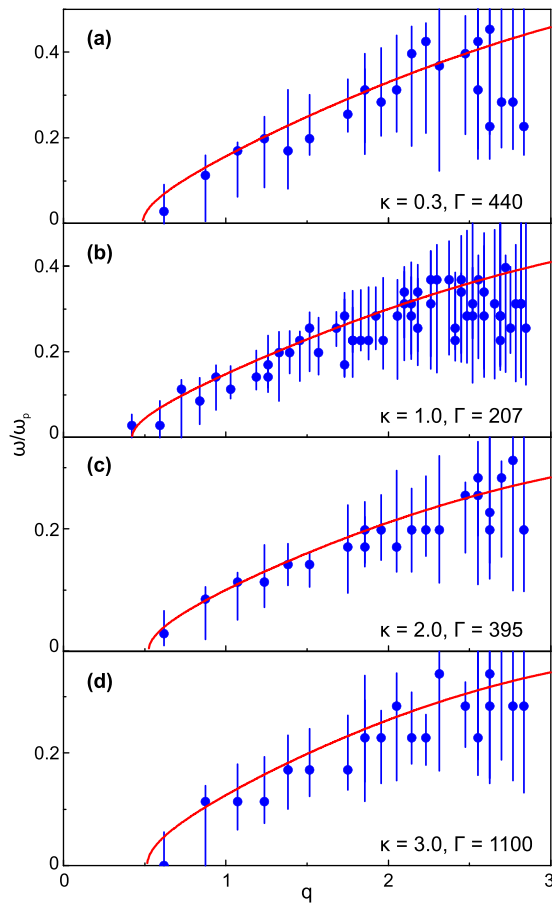 (a)
0.4
0.2
0
κ = 0.3, Γ = 440
(b)
0.4
0.2
0
κ = 1.0, Γ = 207
ω/ωp
(c)
0.2
0
κ = 2.0, Γ = 395
(d)
0.2
0
κ = 3.0, Γ = 1100
0 1 2 3
q